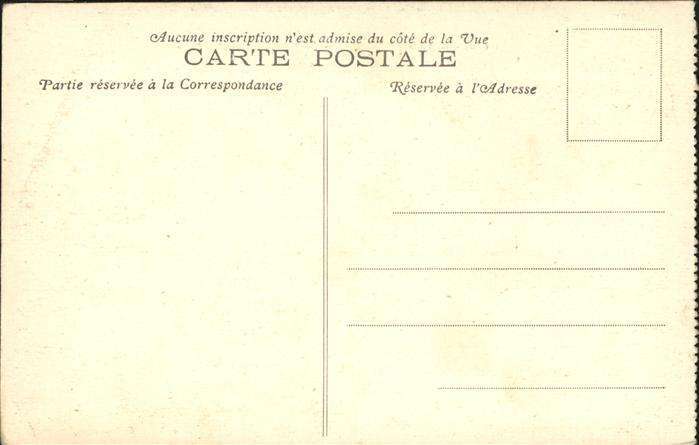 Aucune inscription n'est admise du côté de la Vue
CARTE POSTALE
Partie réservée à la Correspondance
Réservée à l'Adresse